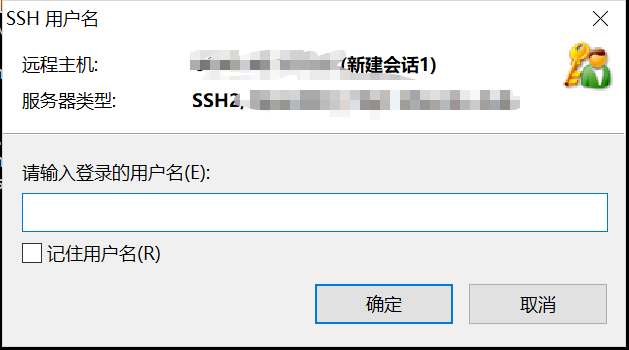 SSH 用户名
远程主机: (新建会话1)
服务器类型: SSH2,
请输入登录的用户名(E):
记住用户名(R)
确定 取消